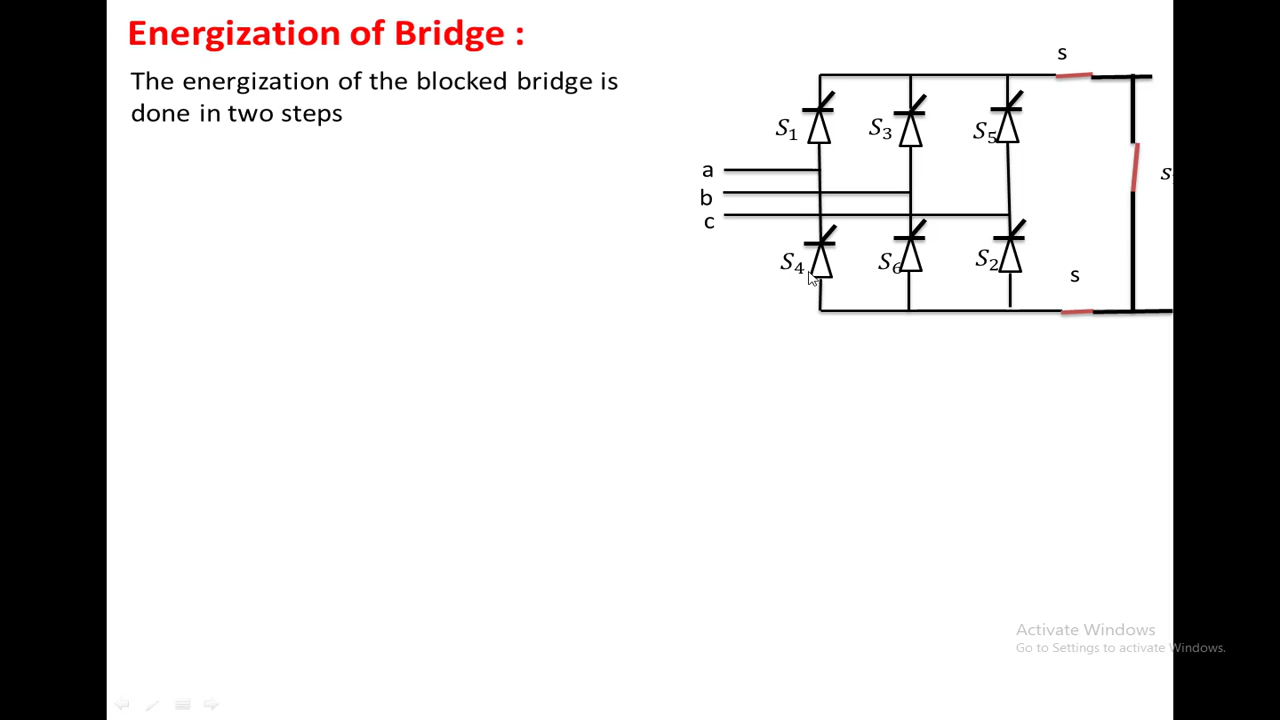 Energization of Bridge :
The energization of the blocked bridge is
done in two steps
s
S₁
S₃
S₅
a
b
c
S₄
S₆
S₂
s
s
Activate Windows
Go to Settings to activate Windows.